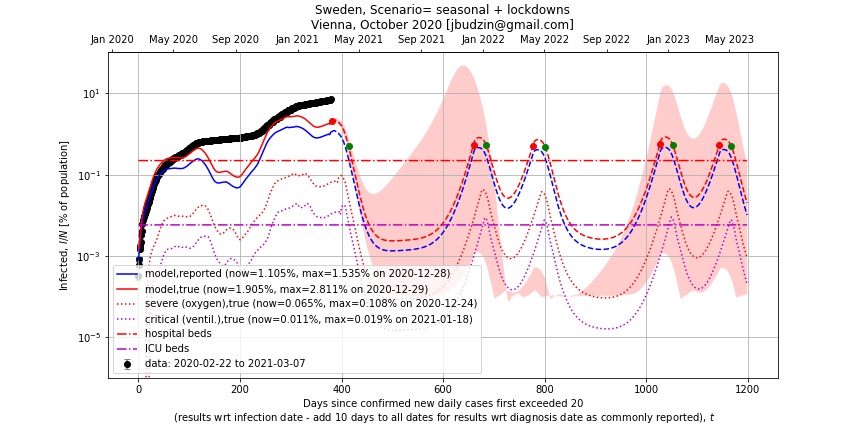 Sweden, Scenario= seasonal + lockdowns
Vienna, October 2020 [jbudzin@gmail.com]
Jan 2020 May 2020 Sep 2020 Jan 2021 May 2021 Sep 2021 Jan 2022 May 2022 Sep 2022 Jan 2023 May 2023
Infected, I/N [% of population]
10¹
10⁻¹
10⁻³
10⁻⁵
model,reported (now=1.105%, max=1.535% on 2020-12-28)
model,true (now=1.905%, max=2.811% on 2020-12-29)
severe (oxygen),true (now=0.065%, max=0.108% on 2020-12-24)
critical (ventil.),true (now=0.011%, max=0.019% on 2021-01-18)
hospital beds
ICU beds
data: 2020-02-22 to 2021-03-07
0 200 400 600 800 1000 1200
Days since confirmed new daily cases first exceeded 20
(results wrt infection date - add 10 days to all dates for results wrt diagnosis date as commonly reported), t